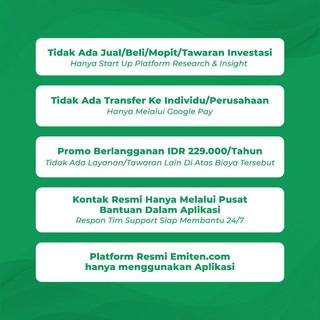 Tidak Ada Jual/Beli/Mopit/Tawaran Investasi
Hanya Start Up Platform Research & Insight
Tidak Ada Transfer Ke Individu/Perusahaan
Hanya Melalui Google Pay
Promo Berlangganan IDR 229.000/Tahun
Tidak Ada Layanan/Tawaran Lain Di Atas Biaya Tersebut
Kontak Resmi Hanya Melalui Pusat
Bantuan Dalam Aplikasi
Respon Tim Support Siap Membantu 24/7
Platform Resmi Emiten.com
hanya menggunakan Aplikasi